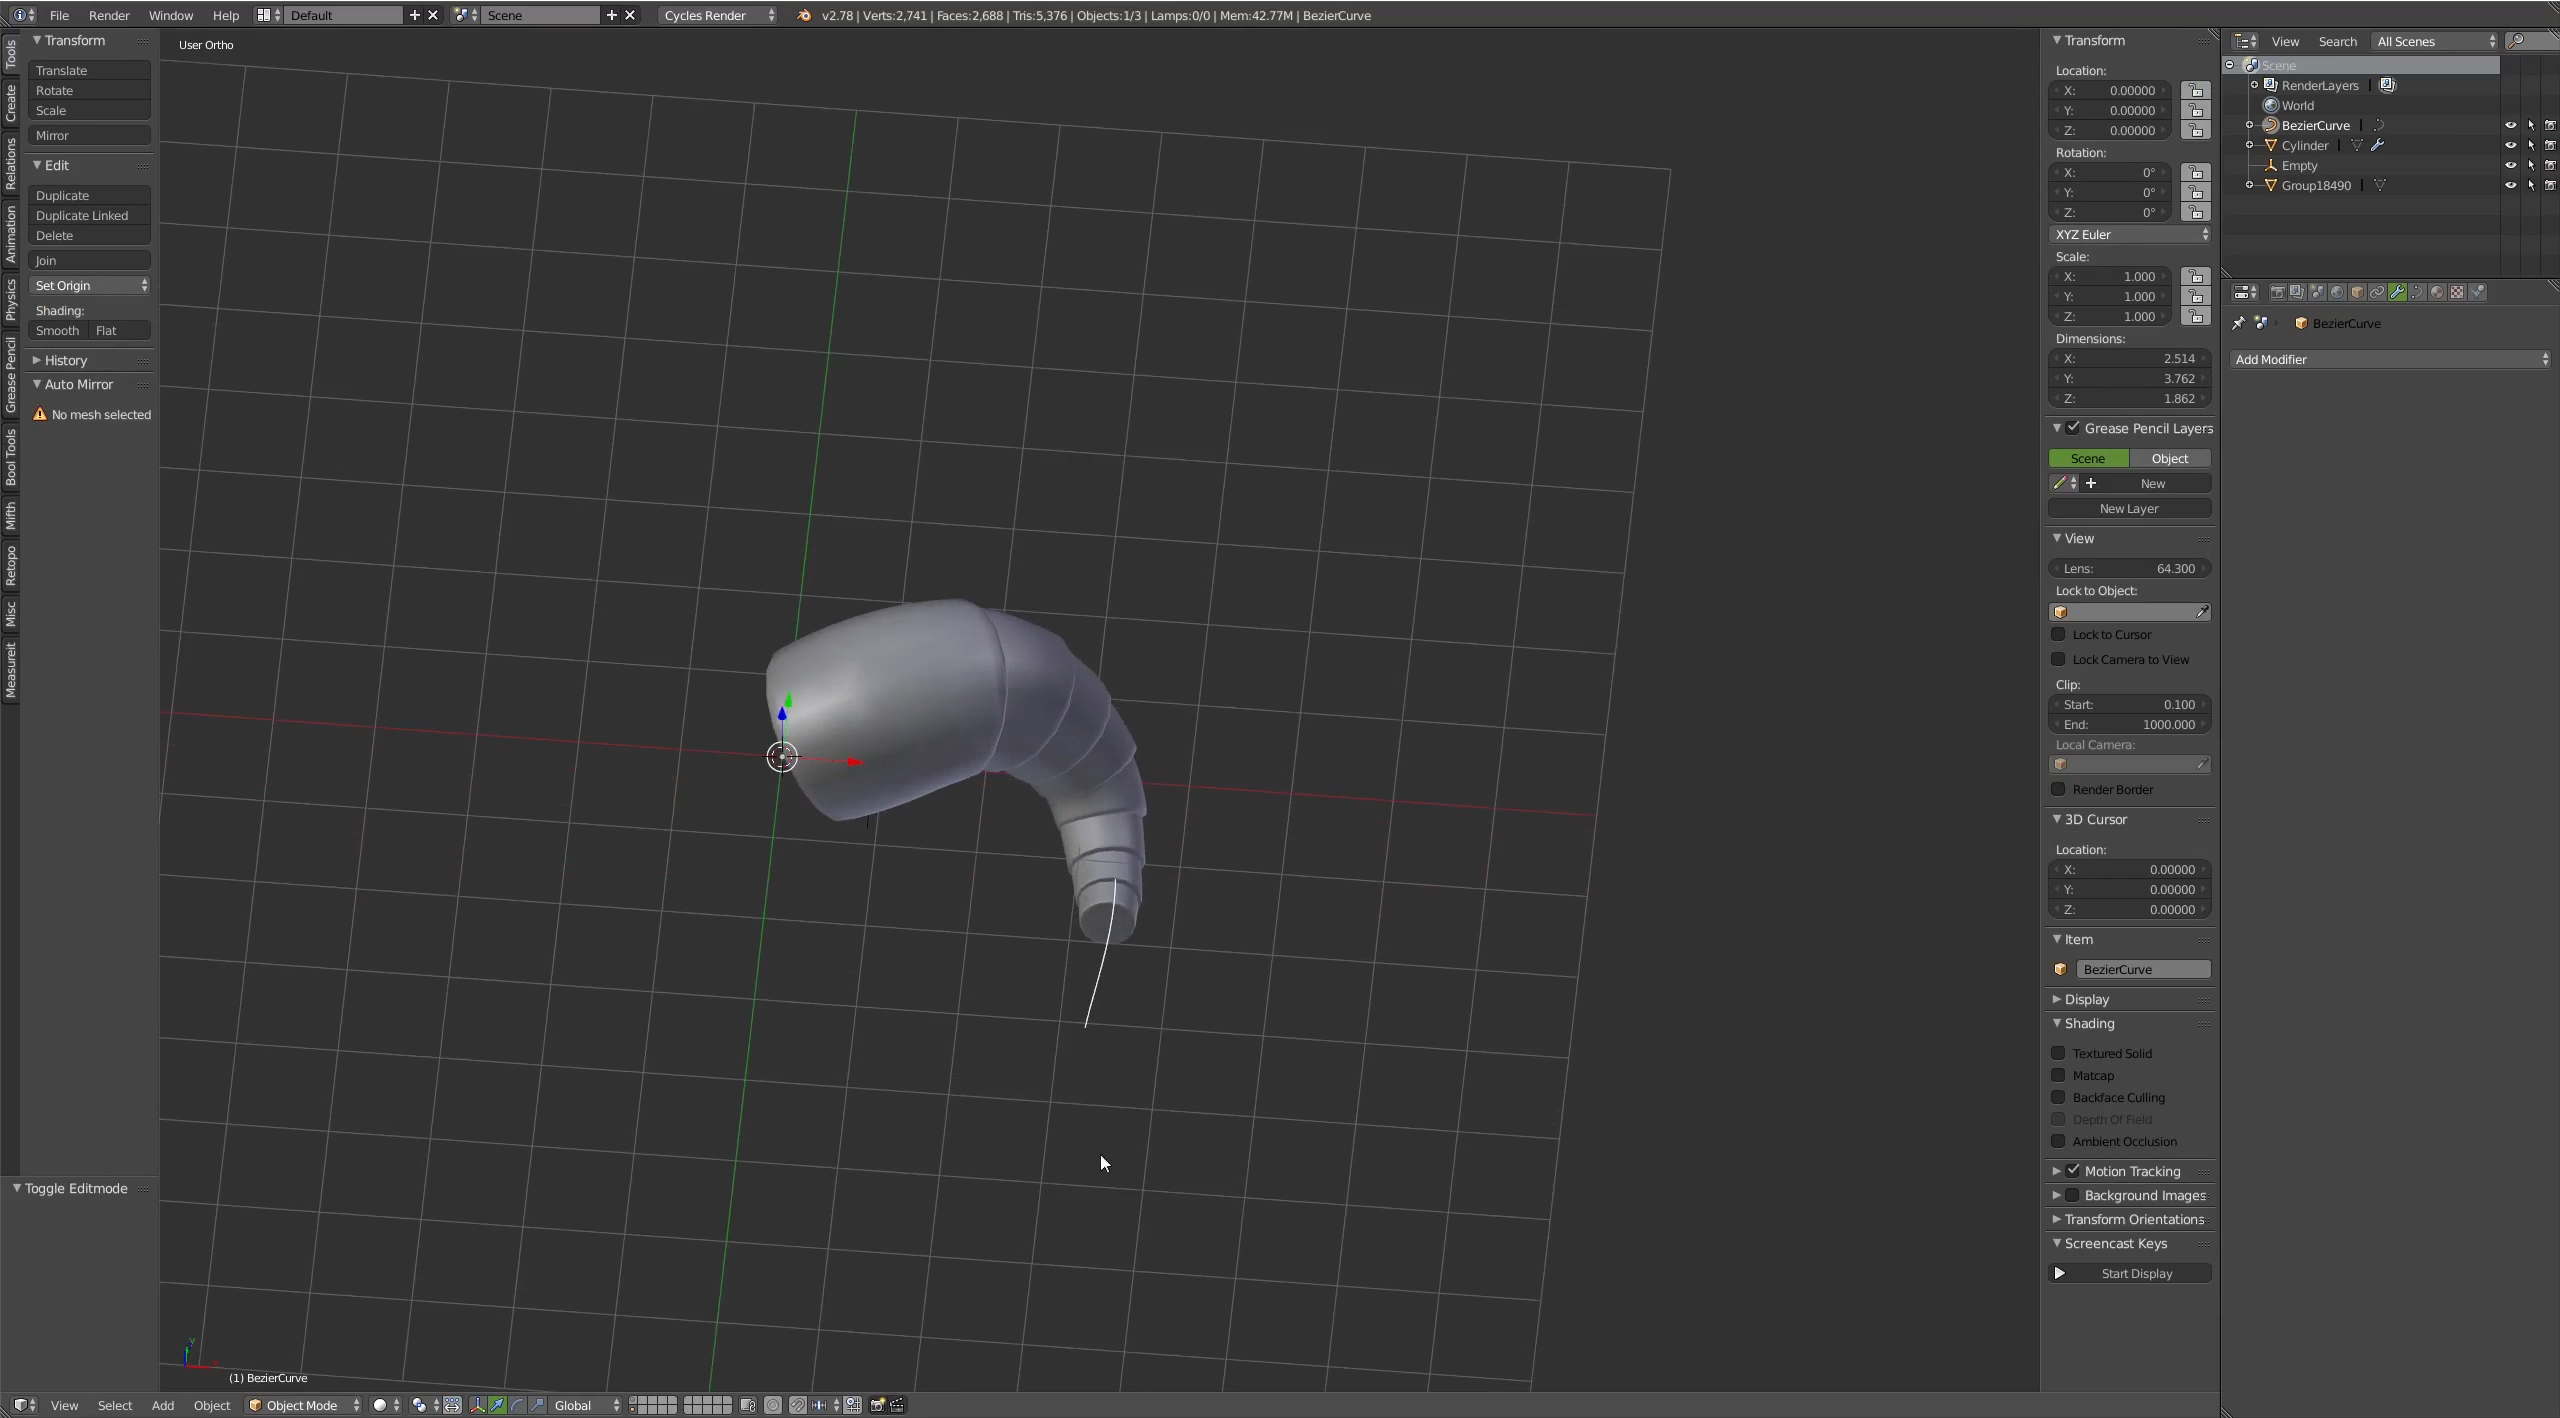 File Render Window Help Default Scene Cycles Render v2.78 | Verts:2,741 | Faces:2,688 | Tris:5,376 | Objects:1/3 | Lamps:0/0 | Mem:42.77M | BezierCurve
Tools
Create
Relations
Animation
Physics
Grease Pencil
Bool Tools
Mifth
Retopo
Misc
Measureit
Transform
Translate
Rotate
Scale
Mirror
Edit
Duplicate
Duplicate Linked
Delete
Join
Set Origin
Shading:
Smooth Flat
History
Auto Mirror
No mesh selected
Toggle Editmode
User Ortho
y
(1) BezierCurve
View Select Add Object Object Mode Global
Transform
Location:
X: 0.00000
Y: 0.00000
Z: 0.00000
Rotation:
X: 0°
Y: 0°
Z: 0°
XYZ Euler
Scale:
X: 1.000
Y: 1.000
Z: 1.000
Dimensions:
X: 2.514
Y: 3.762
Z: 1.862
Grease Pencil Layers
Scene Object
New
New Layer
View
Lens: 64.300
Lock to Object:
Lock to Cursor
Lock Camera to View
Clip:
Start: 0.100
End: 1000.000
Local Camera:
Render Border
3D Cursor
Location:
X: 0.00000
Y: 0.00000
Z: 0.00000
Item
BezierCurve
Display
Shading
Textured Solid
Matcap
Backface Culling
Depth Of Field
Ambient Occlusion
Motion Tracking
Background Images
Transform Orientations
Screencast Keys
Start Display
View Search All Scenes
Scene
RenderLayers
World
BezierCurve
Cylinder
Empty
Group18490
BezierCurve
Add Modifier